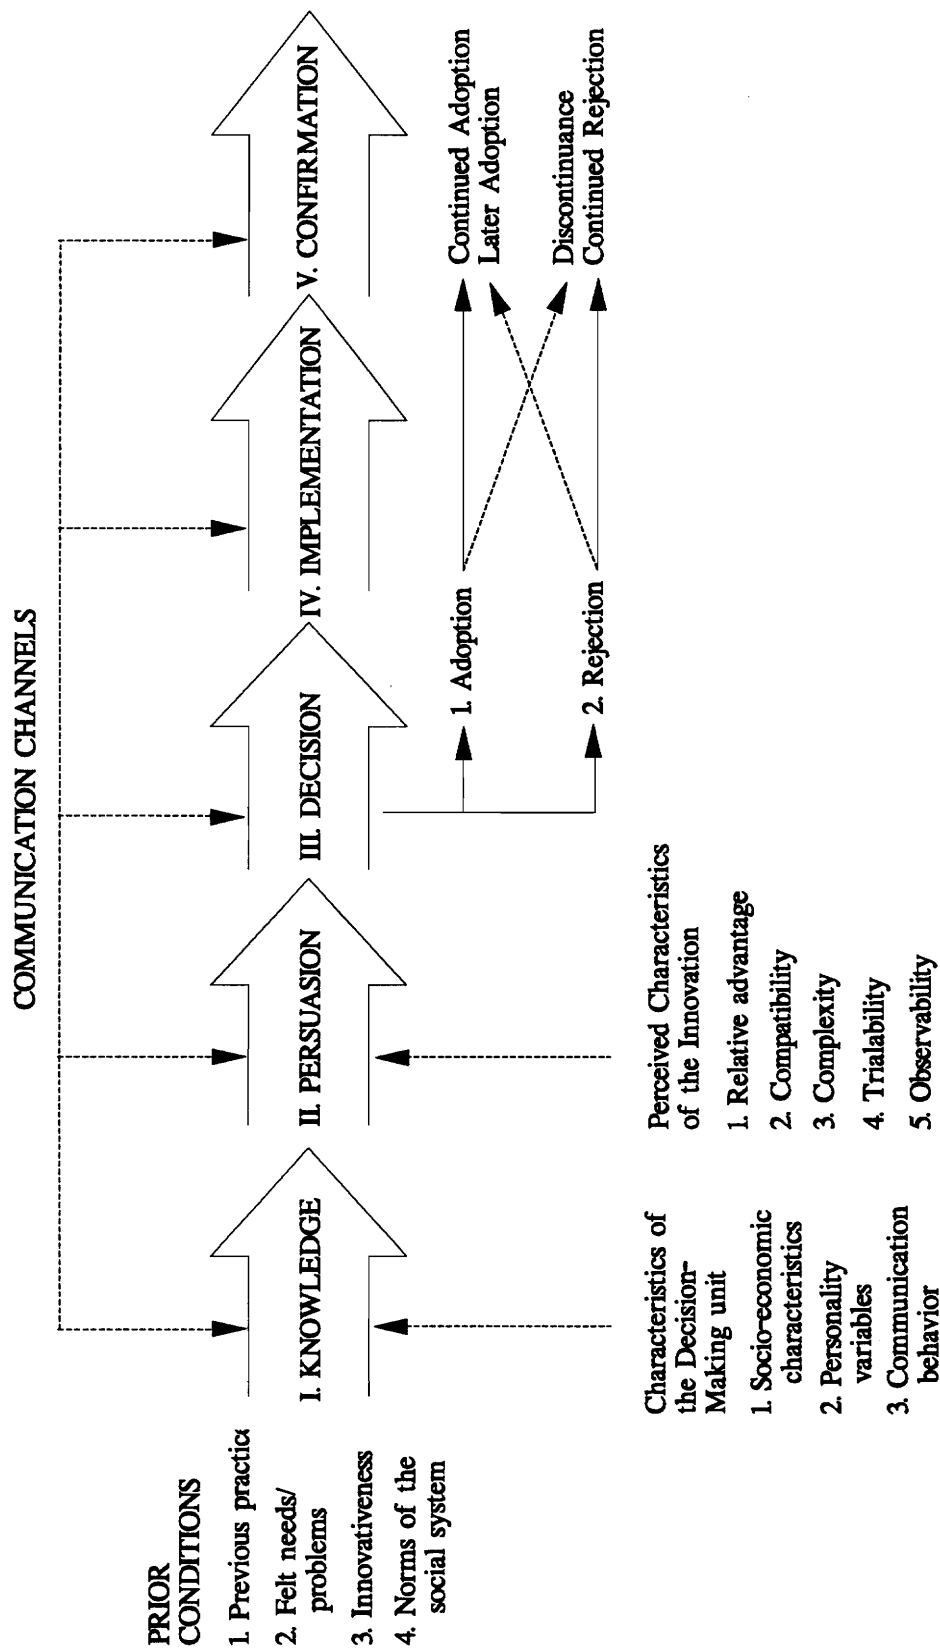 COMMUNICATION CHANNELS
PRIOR
CONDITIONS
1. Previous practic
2. Felt needs/
problems
3. Innovativeness
4. Norms of the
social system
I. KNOWLEDGE
II. PERSUASION
III. DECISION
IV. IMPLEMENTATION
V. CONFIRMATION
1. Adoption
2. Rejection
Continued Adoption
Later Adoption
Discontinuance
Continued Rejection
Characteristics of
the Decision-
Making unit
1. Socio-economic
characteristics
2. Personality
variables
3. Communication
behavior
Perceived Characteristics
of the Innovation
1. Relative advantage
2. Compatibility
3. Complexity
4. Trialability
5. Observability